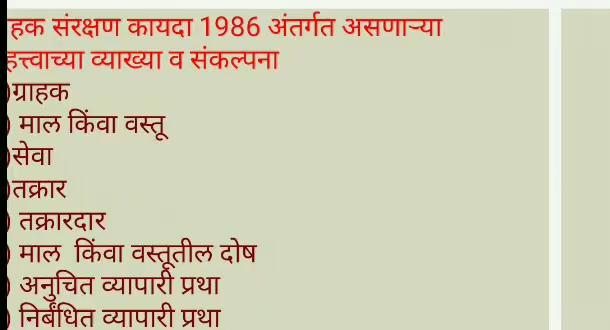 हक संरक्षण कायदा 1986 अंतर्गत असणाऱ्या
हत्त्वाच्या व्याख्या व संकल्पना
)ग्राहक
) माल किंवा वस्तू
)सेवा
)तक्रार
) तक्रारदार
) माल किंवा वस्तूतील दोष
) अनुचित व्यापारी प्रथा
) निर्बंधित व्यापारी प्रथा